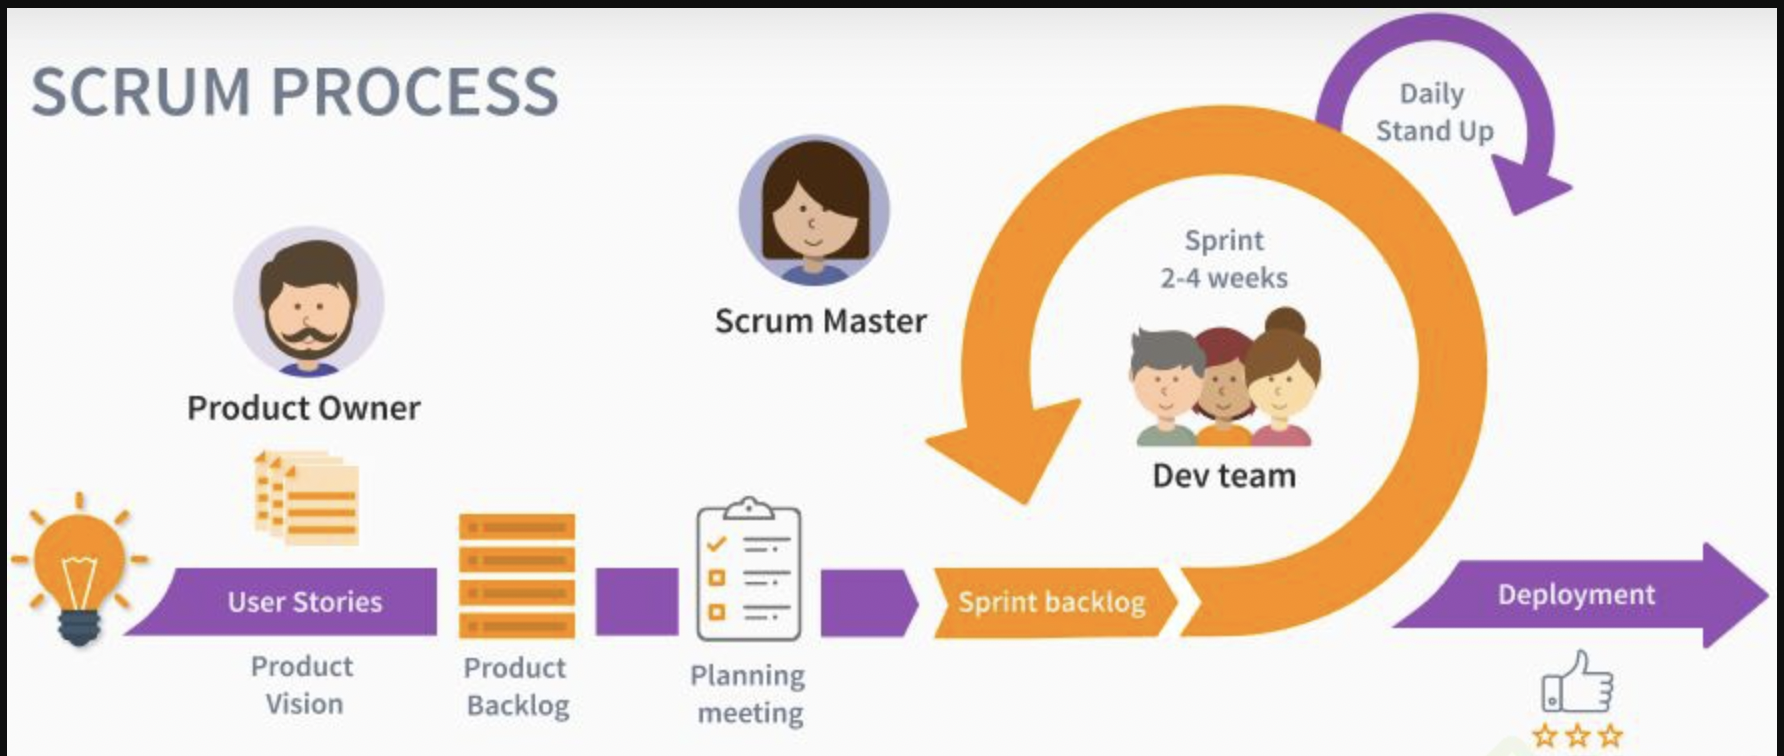 SCRUM PROCESS
Daily
Stand Up
Sprint
2-4 weeks
Scrum Master
Product Owner
Dev team
User Stories
Sprint backlog
Deployment
Product
Vision
Product
Backlog
Planning
meeting